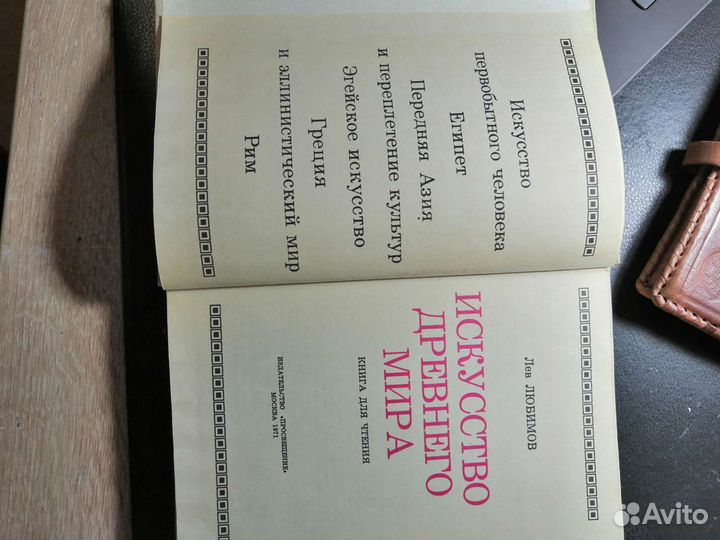 Искусство
первобытного человека
Египет
Передняя Азия
и переплетение культур
Эгейское искусство
Греция
и эллинистический мир
Рим
Лев ЛЮБИМОВ
ИСКУССТВО
ДРЕВНЕГО
МИРА
КНИГА ДЛЯ ЧТЕНИЯ
ИЗДАТЕЛЬСТВО «ПРОСВЕЩЕНИЕ»
МОСКВА 1971
Avito